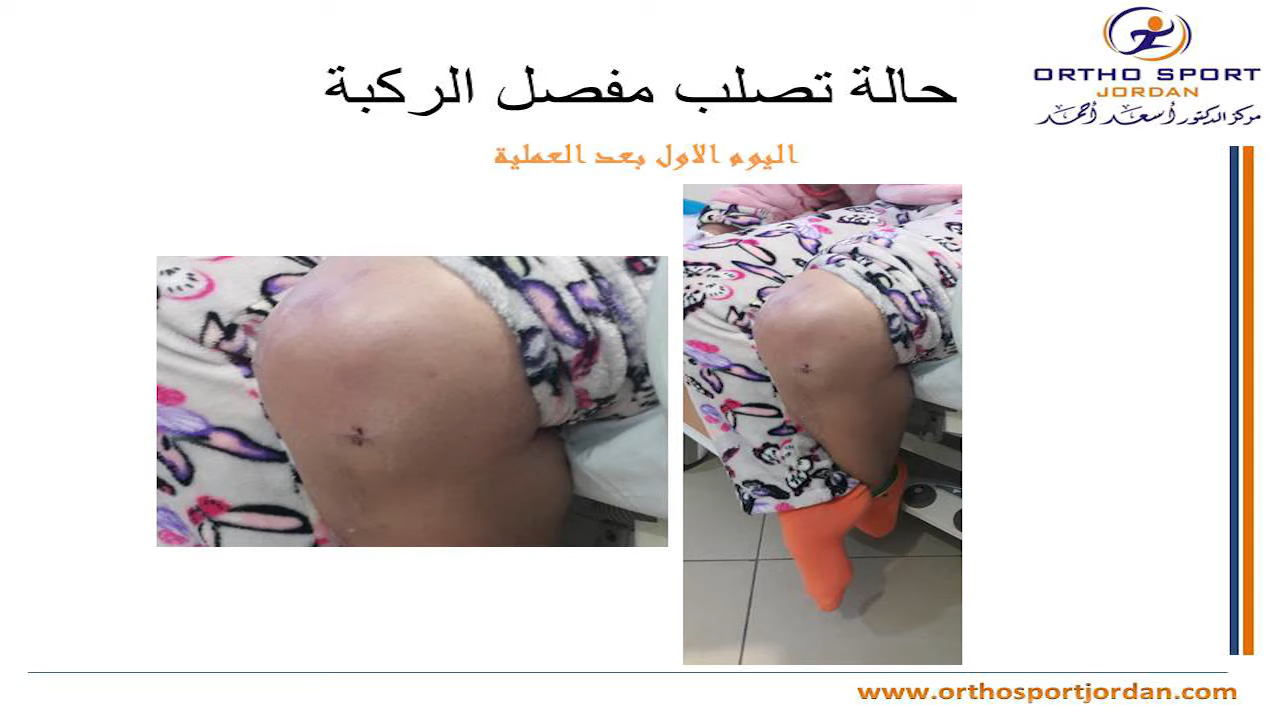 ORTHO SPORT
JORDAN
مركز الدكتور أسعد أحمد
حالة تصلب مفصل الركبة
اليوم الاول بعد العملية
www.orthosportjordan.com